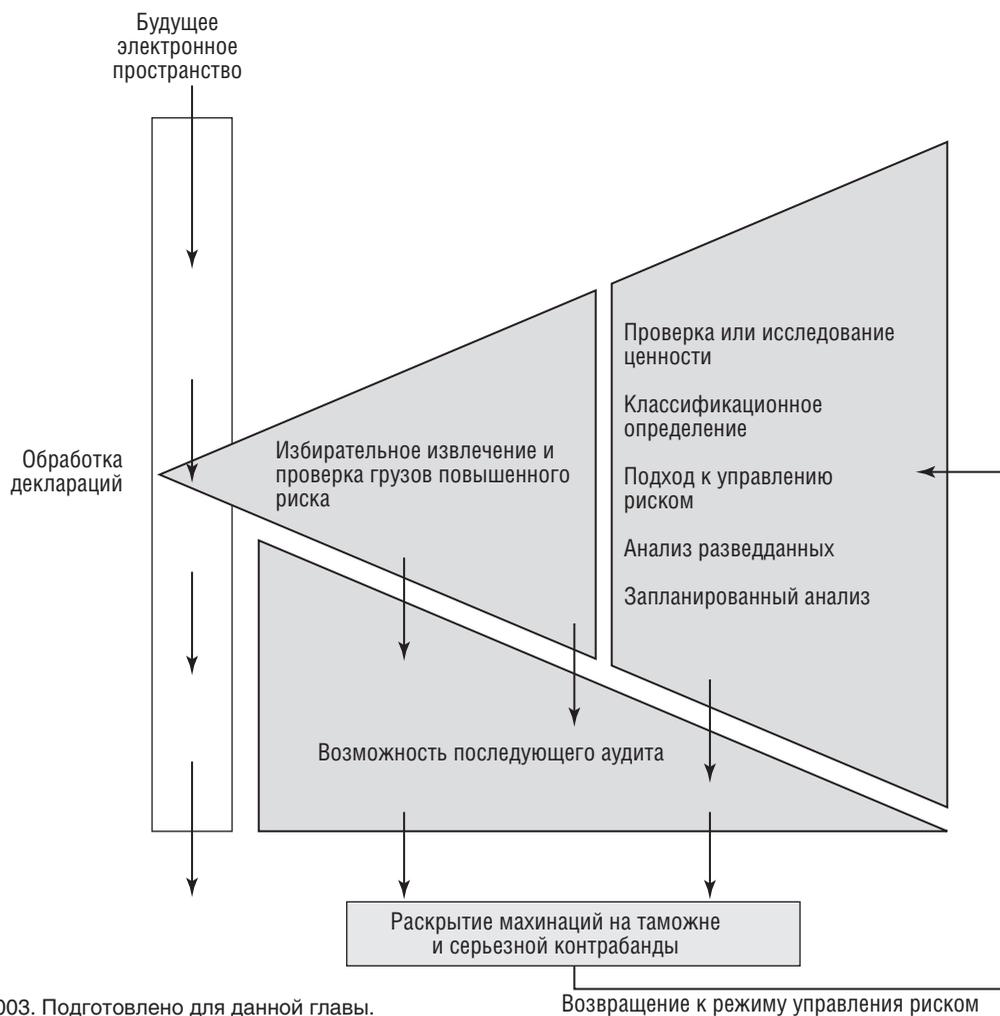 Будущее
электронное
пространство
Обработка
деклараций
Избирательное извлечение и
проверка грузов повышенного
риска
Проверка или исследование
ценности
Классификационное
определение
Подход к управлению
риском
Анализ разведданных
Запланированный анализ
Возможность последующего аудита
Раскрытие махинаций на таможне
и серьезной контрабанды
Возвращение к режиму управления риском
003. Подготовлено для данной главы.